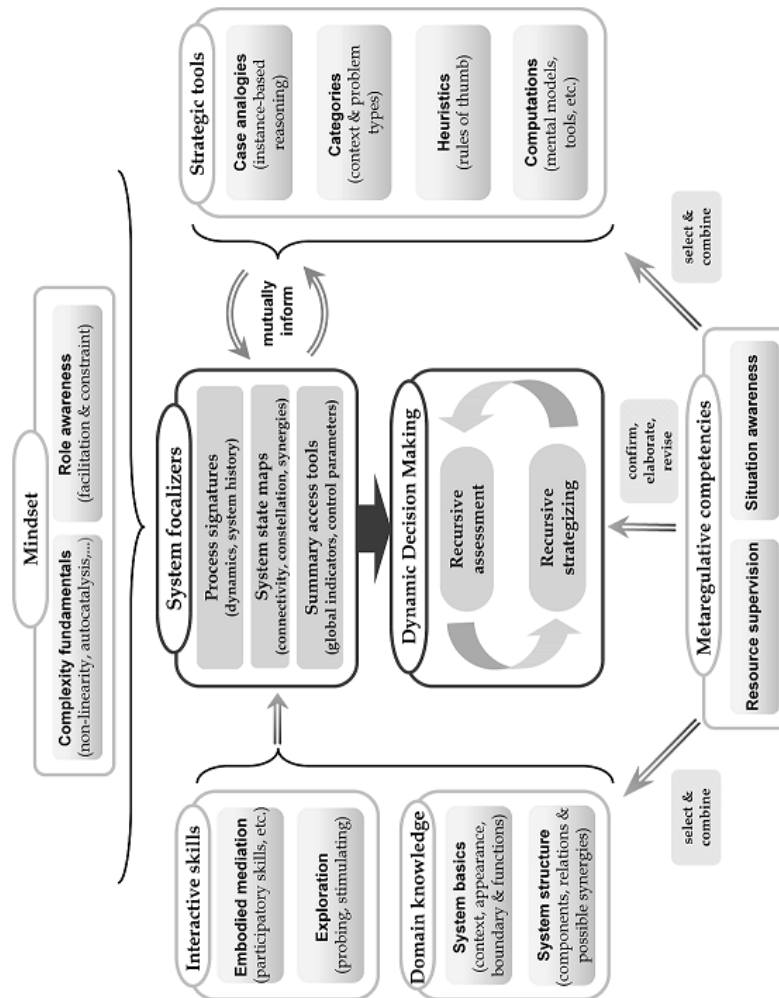 Mindset
Complexity fundamentals
(non-linearity, autocatalysis,...)
Role awareness
(facilitation & constraint)
Interactive skills
Embodied mediation
(participatory skills, etc.)
Exploration
(probing, stimulating)
Domain knowledge
System basics
(context, appearance,
boundary & functions)
System structure
(components, relations &
possible synergies)
System focalizers
Process signatures
(dynamics, system history)
System state maps
(connectivity, constellation, synergies)
Summary access tools
(global indicators, control parameters)
mutually
inform
Dynamic Decision Making
Recursive
assessment
Recursive
strategizing
Strategic tools
Case analogies
(instance-based
reasoning)
Categories
(context & problem
types)
Heuristics
(rules of thumb)
Computations
(mental models,
tools, etc.)
select &
combine
confirm,
elaborate,
revise
select &
combine
Metaregulative competencies
Resource supervision
Situation awareness